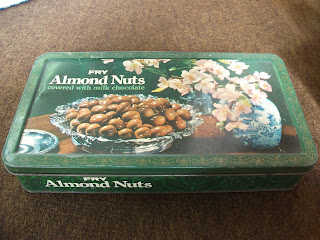 FRY
Almond Nuts
covered with milk chocolate
FRY
Almond Nuts